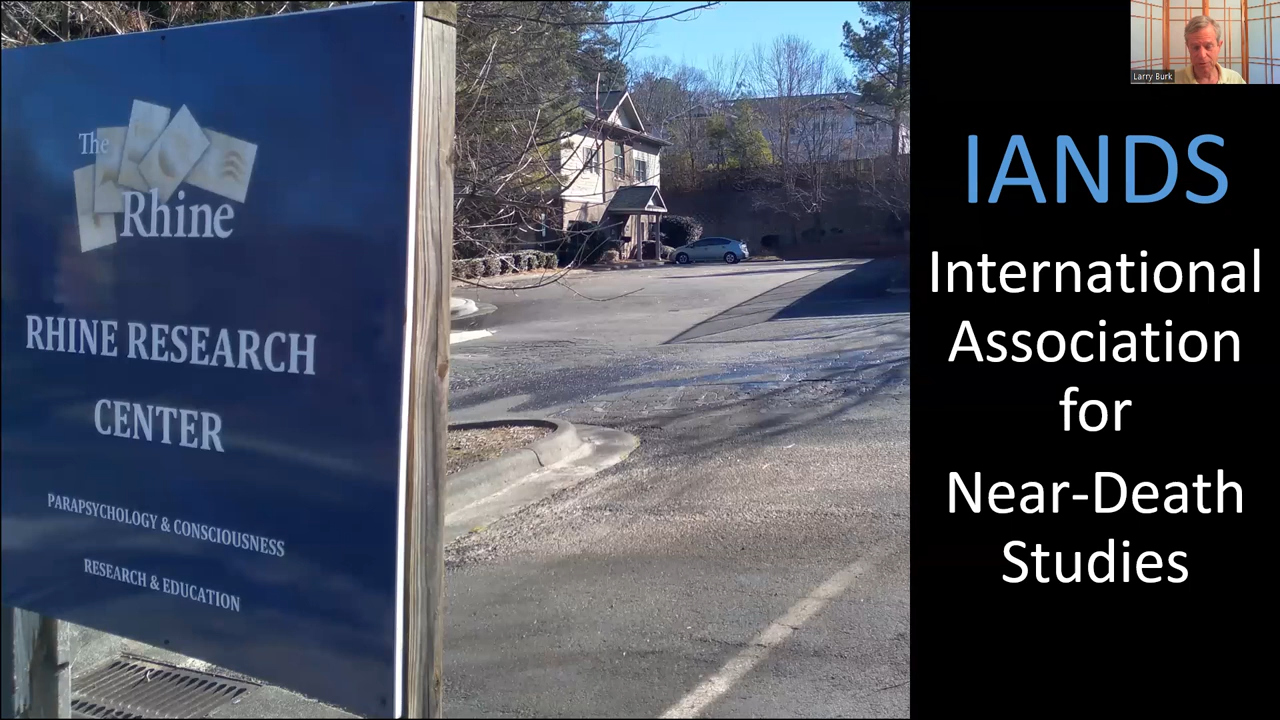 The
Rhine
RHINE RESEARCH
CENTER
PARAPSYCHOLOGY & CONSCIOUSNESS
RESEARCH & EDUCATION
Larry Burk
IANDS
International
Association
for
Near-Death
Studies